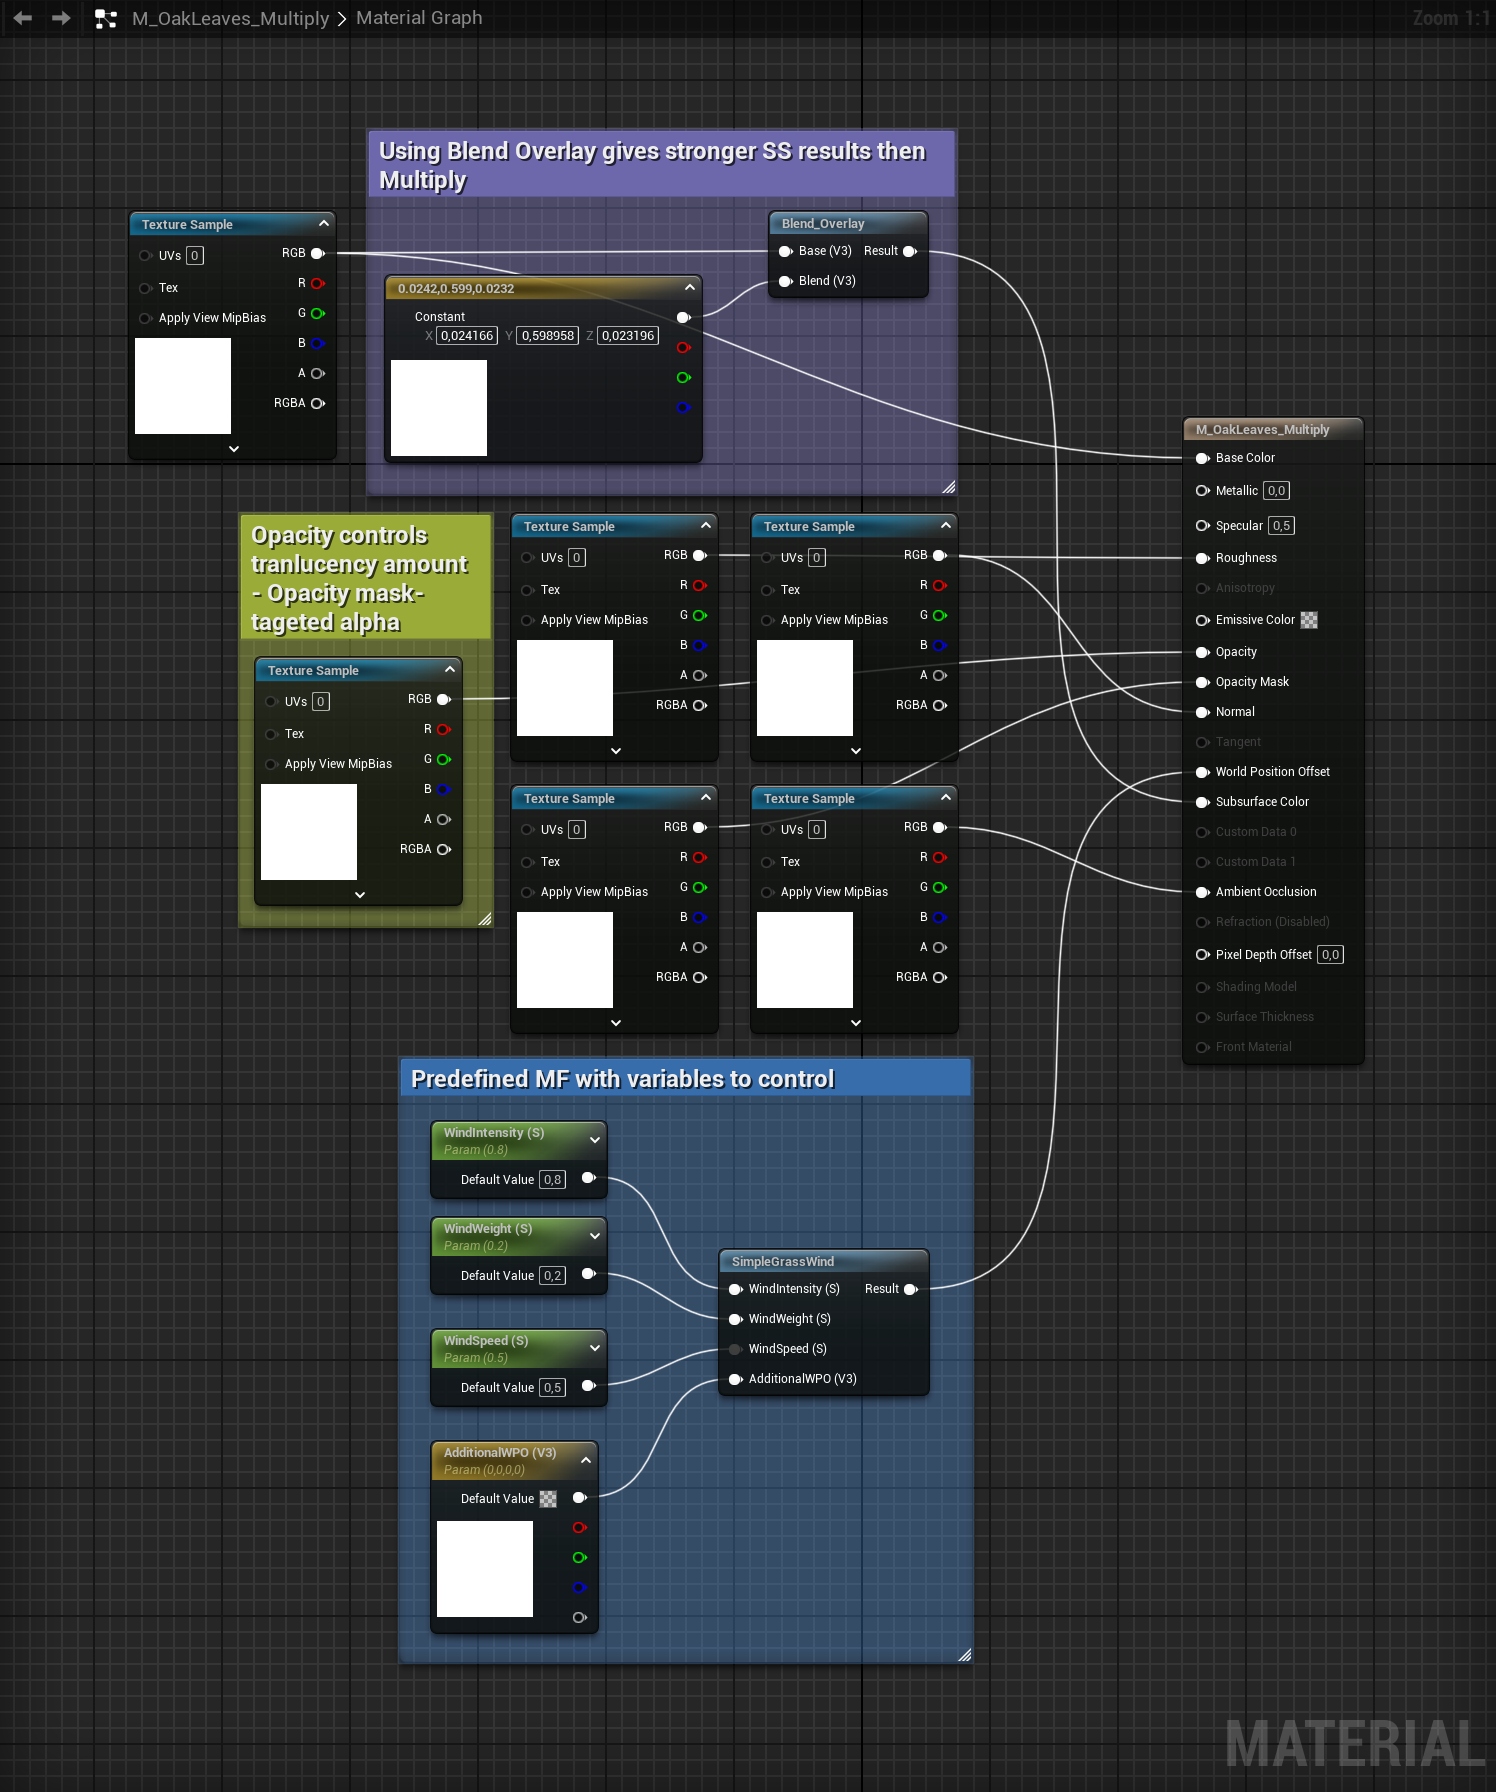 M_OakLeaves_Multiply > Material Graph
Zoom 1:1
Using Blend Overlay gives stronger SS results then
Multiply
Texture Sample
UVs 0
RGB
Tex
R
Apply View MipBias
G
B
A
RGBA
0.0242,0.599,0.0232
Constant
X 0,024166 Y 0,598958 Z 0,023196
Blend_Overlay
Base (V3) Result
Blend (V3)
Opacity controls
tranlucency amount
- Opacity mask-
tageted alpha
Texture Sample
UVs 0
RGB
Tex
R
Apply View MipBias
G
B
A
RGBA
Texture Sample
UVs 0
RGB
Tex
R
Apply View MipBias
G
B
A
RGBA
Texture Sample
UVs 0
RGB
Tex
R
Apply View MipBias
G
B
A
RGBA
Texture Sample
UVs 0
RGB
Tex
R
Apply View MipBias
G
B
A
RGBA
Texture Sample
UVs 0
RGB
Tex
R
Apply View MipBias
G
B
A
RGBA
M_OakLeaves_Multiply
Base Color
Metallic 0,0
Specular 0,5
Roughness
Anisotropy
Emissive Color
Opacity
Opacity Mask
Normal
Tangent
World Position Offset
Subsurface Color
Custom Data 0
Custom Data 1
Ambient Occlusion
Refraction (Disabled)
Pixel Depth Offset 0,0
Shading Model
Surface Thickness
Front Material
Predefined MF with variables to control
WindIntensity (S)
Param (0.8)
Default Value 0,8
WindWeight (S)
Param (0.2)
Default Value 0,2
WindSpeed (S)
Param (0.5)
Default Value 0,5
AdditionalWPO (V3)
Param (0,0,0,0)
Default Value
SimpleGrassWind
WindIntensity (S) Result
WindWeight (S)
WindSpeed (S)
AdditionalWPO (V3)
MATERIAL